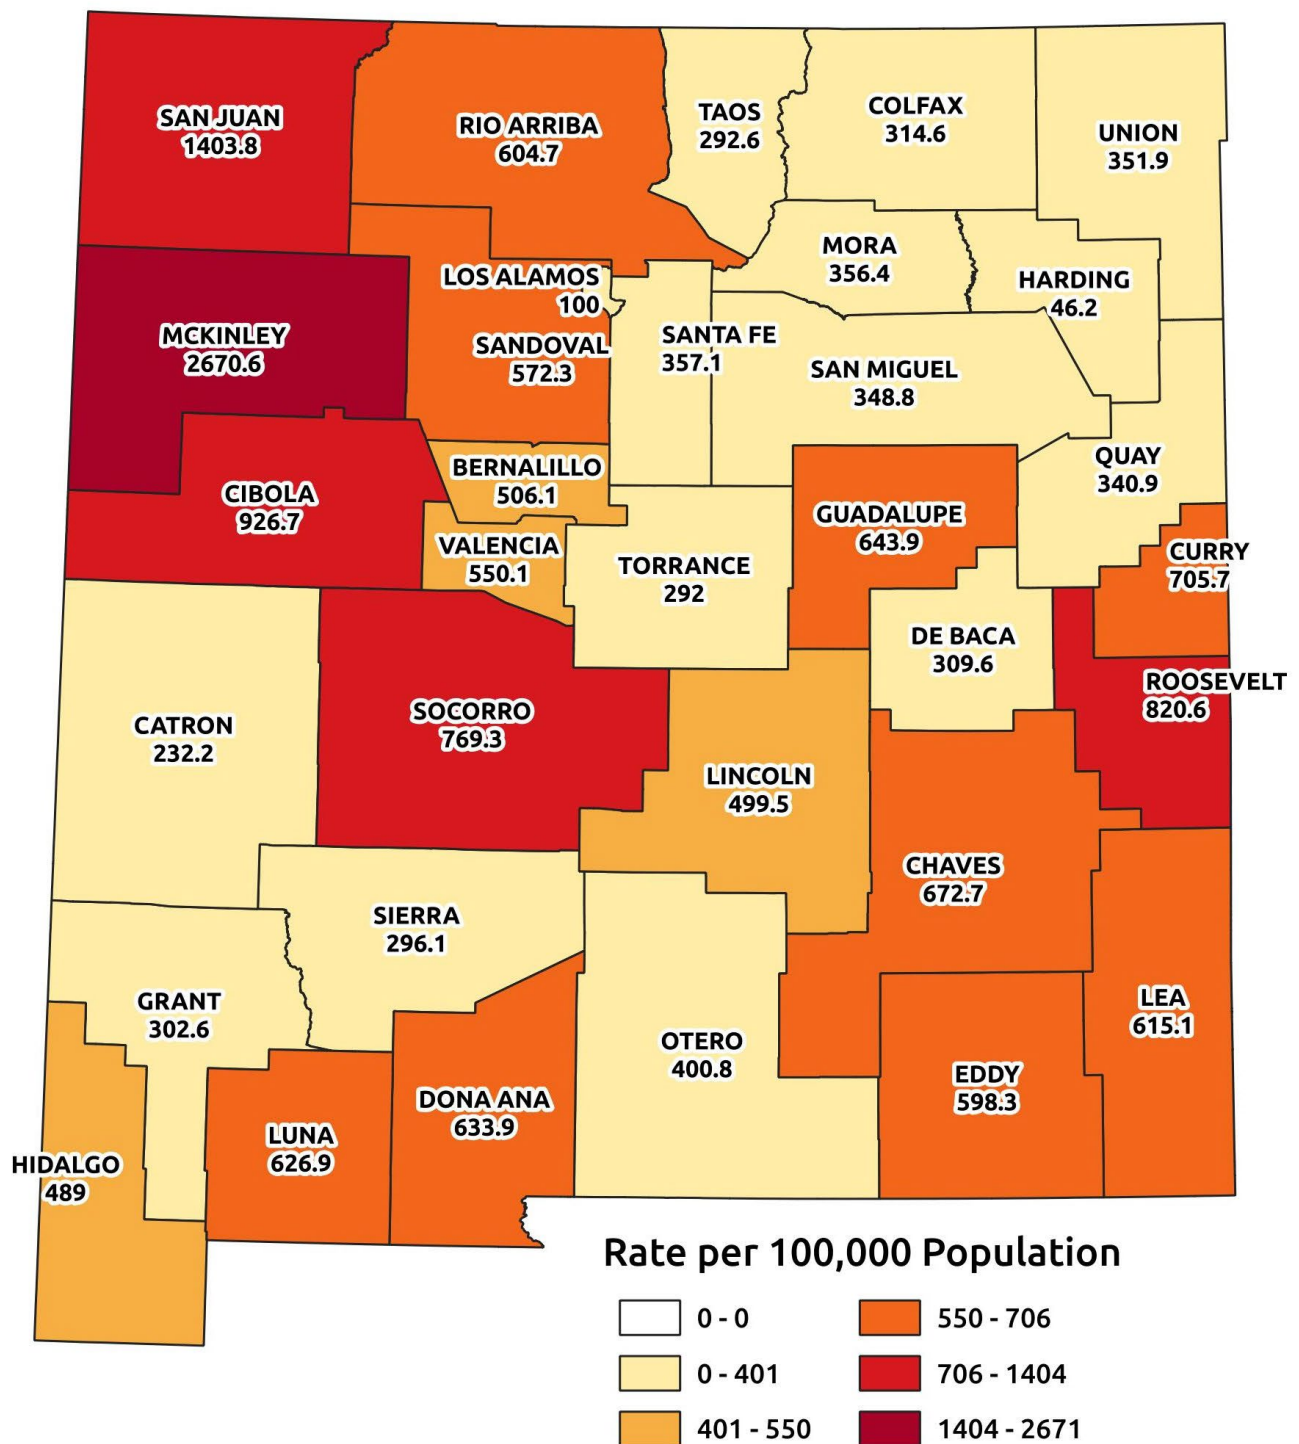 SAN JUAN
1403.8
RIO ARRIBA
604.7
TAOS
292.6
COLFAX
314.6
UNION
351.9
MORA
356.4
HARDING
46.2
LOS ALAMOS
100
SANDOVAL
572.3
SANTA FE
357.1
MCKINLEY
2670.6
SAN MIGUEL
348.8
QUAY
340.9
BERNALILLO
506.1
CIBOLA
926.7
GUADALUPE
643.9
VALENCIA
550.1
TORRANCE
292
CURRY
705.7
DE BACA
309.6
ROOSEVELT
820.6
CATRON
232.2
SOCORRO
769.3
LINCOLN
499.5
CHAVES
672.7
SIERRA
296.1
GRANT
302.6
LEA
615.1
OTERO
400.8
EDDY
598.3
DONA ANA
633.9
LUNA
626.9
HIDALGO
489
Rate per 100,000 Population
0 - 0
0 - 401
401 - 550
550 - 706
706 - 1404
1404 - 2671